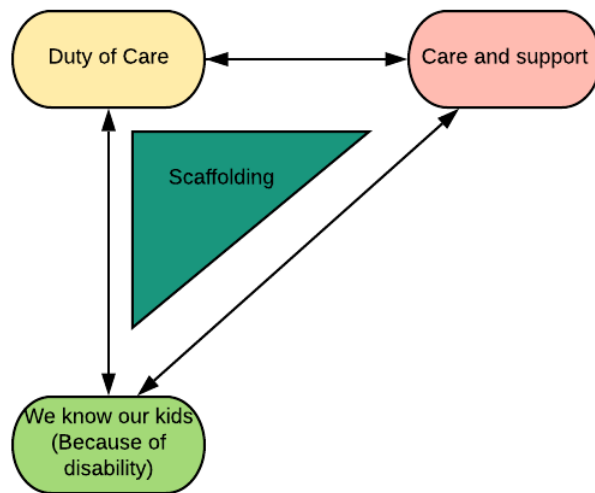 Duty of Care
Care and support
Scaffolding
We know our kids
(Because of
disability)